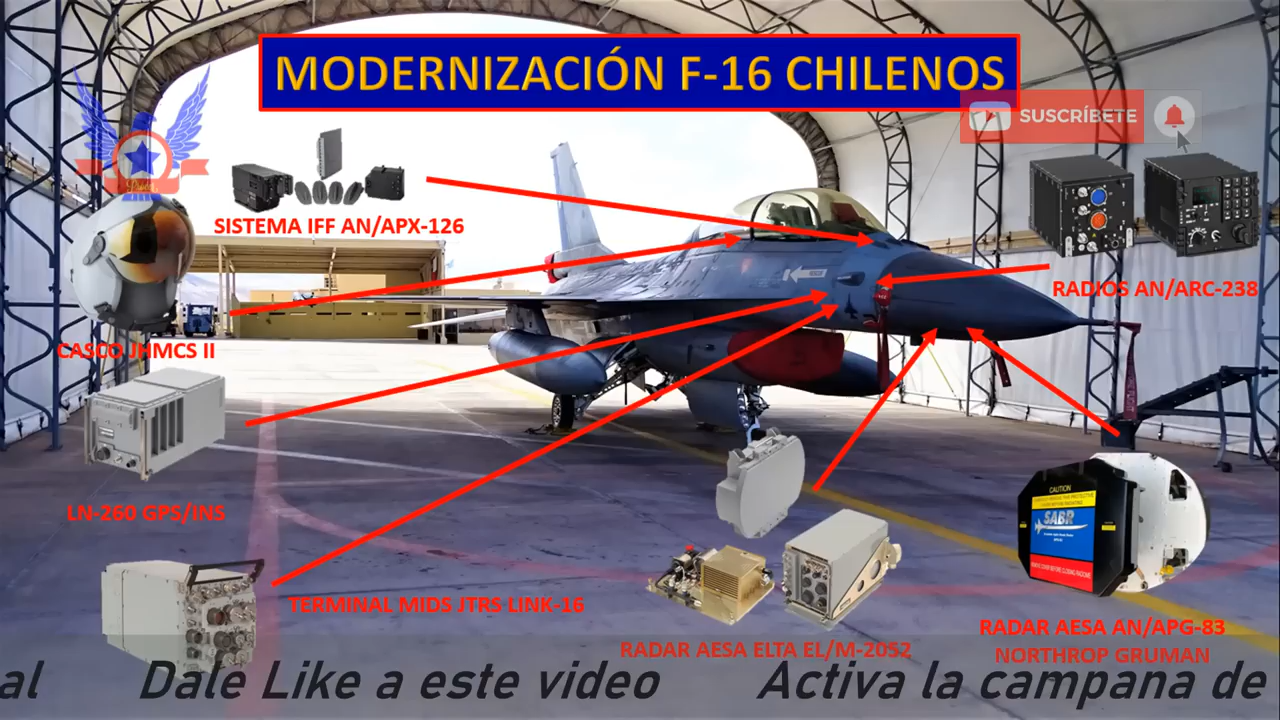 MODERNIZACIÓN F-16 CHILENOS
SUSCRÍBETE
SISTEMA IFF AN/APX-126
RADIOS AN/ARC-238
CASCO JHMCS II
LN-260 GPS/INS
CAUTION
SABR
TERMINAL MIDS JTRS LINK-16
RADAR AESA ELTA EL/M-2052
RADAR AESA AN/APG-83
NORTHROP GRUMAN
al Dale Like a este video Activa la campana de